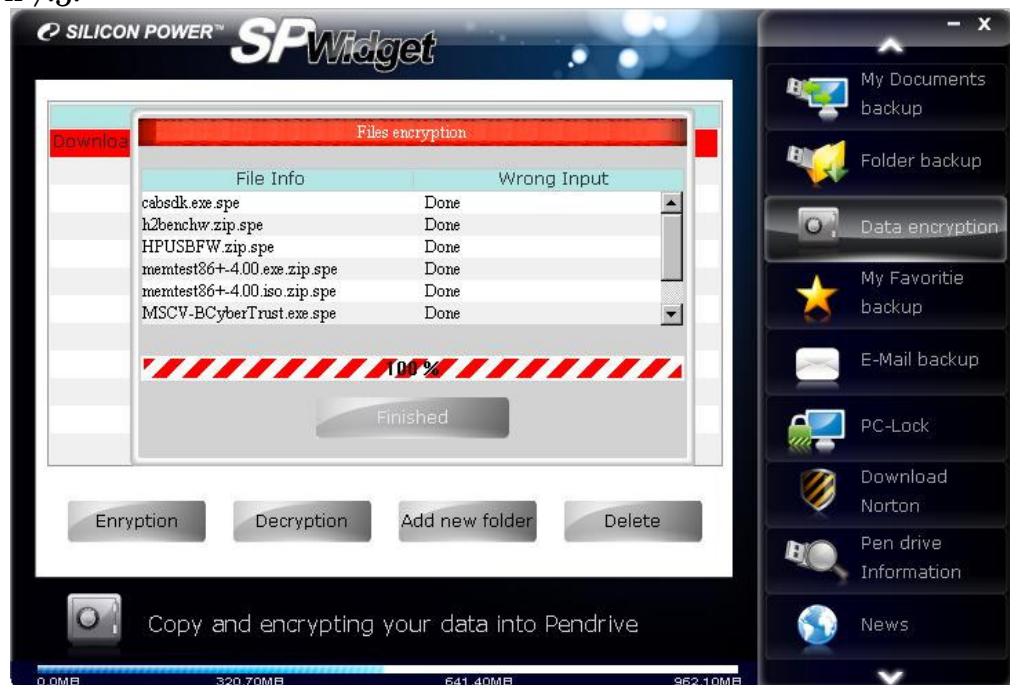 SILICON POWER™ SPWidget
- x
Downloa
Files encryption
File Info Wrong Input
cabsdk.exe.spe Done
h2benchw.zip.spe Done
HPUSBFW.zip.spe Done
memtest86+-4.00.exe.zip.spe Done
memtest86+-4.00.iso.zip.spe Done
MSCV-BCyberTrust.exe.spe Done
100 %
Finished
Enryption Decryption Add new folder Delete
Copy and encrypting your data into Pendrive
0.0MB 320.70MB 641.40MB 962.10MB
My Documents
backup
Folder backup
Data encryption
My Favoritie
backup
E-Mail backup
PC-Lock
Download
Norton
Pen drive
Information
News